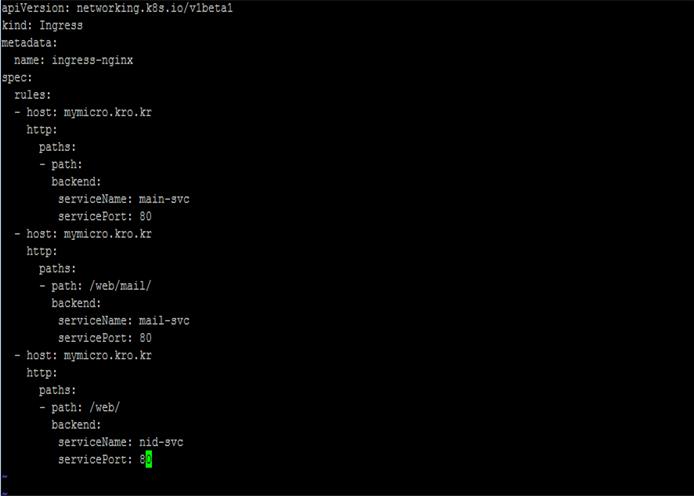 apiVersion: networking.k8s.io/v1beta1
kind: Ingress
metadata:
  name: ingress-nginx
spec:
  rules:
  - host: mymicro.kro.kr
    http:
      paths:
      - path:
        backend:
         serviceName: main-svc
         servicePort: 80
  - host: mymicro.kro.kr
    http:
      paths:
      - path: /web/mail/
        backend:
         serviceName: mail-svc
         servicePort: 80
  - host: mymicro.kro.kr
    http:
      paths:
      - path: /web/
        backend:
         serviceName: nid-svc
         servicePort: 80
~
~